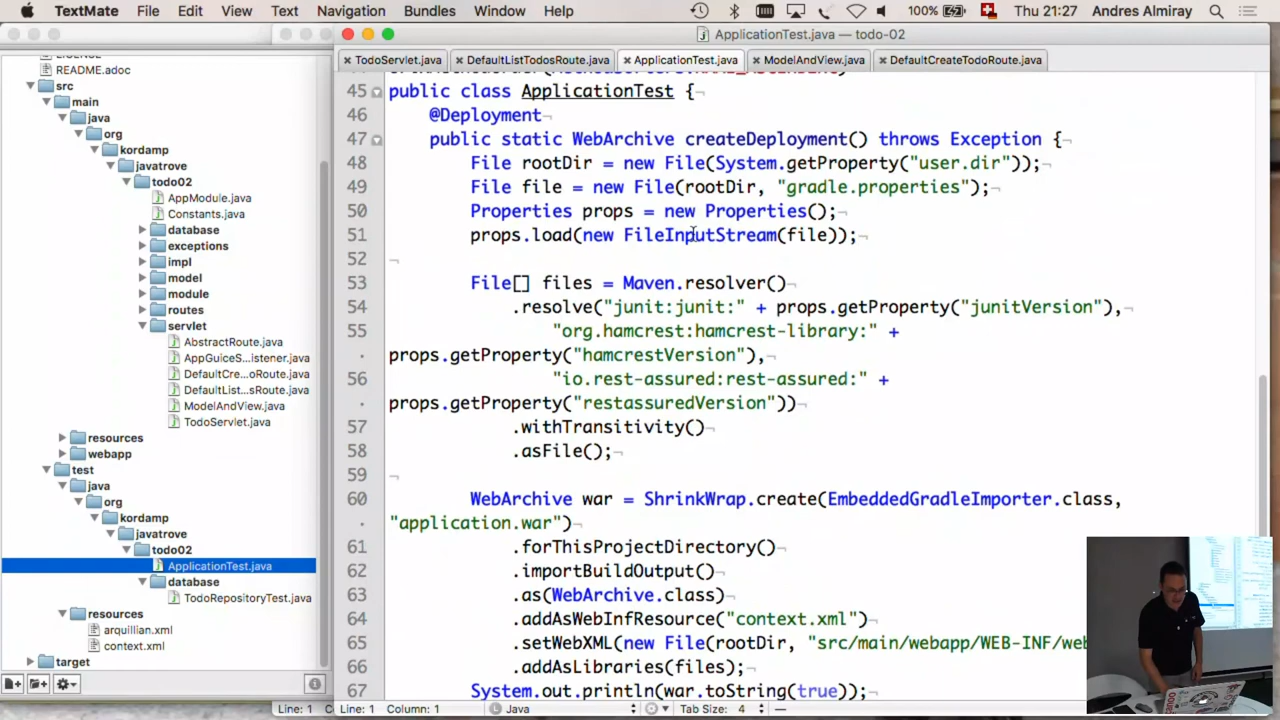 TextMate File Edit View Text Navigation Bundles Window Help 100% Thu 21:27 Andres Almiray
ApplicationTest.java — todo-02
TodoServlet.java × DefaultListTodosRoute.java × ApplicationTest.java × ModelAndView.java × DefaultCreateTodoRoute.java
README.adoc
src
main
java
org
kordamp
javatrove
todo02
AppModule.java
Constants.java
database
exceptions
impl
model
module
routes
servlet
AbstractRoute.java
AppGuiceS...istener.java
DefaultCre...oRoute.java
DefaultList...sRoute.java
ModelAndView.java
TodoServlet.java
resources
webapp
test
java
org
kordamp
javatrove
todo02
ApplicationTest.java
database
TodoRepositoryTest.java
resources
arquillian.xml
context.xml
target
45 public class ApplicationTest {¬
46 @Deployment¬
47 public static WebArchive createDeployment() throws Exception {¬
48 File rootDir = new File(System.getProperty("user.dir"));¬
49 File file = new File(rootDir, "gradle.properties");¬
50 Properties props = new Properties();¬
51 props.load(new FileInputStream(file));¬
52 ¬
53 File[] files = Maven.resolver()¬
54 .resolve("junit:junit:" + props.getProperty("junitVersion"),¬
55 "org.hamcrest:hamcrest-library:" +
· props.getProperty("hamcrestVersion"),¬
56 "io.rest-assured:rest-assured:" +
· props.getProperty("restassuredVersion"))¬
57 .withTransitivity()¬
58 .asFile();¬
59 ¬
60 WebArchive war = ShrinkWrap.create(EmbeddedGradleImporter.class,
· "application.war")¬
61 .forThisProjectDirectory()¬
62 .importBuildOutput()¬
63 .as(WebArchive.class)¬
64 .addAsWebInfResource("context.xml")¬
65 .setWebXML(new File(rootDir, "src/main/webapp/WEB-INF/we
66 .addAsLibraries(files);¬
67 System.out.println(war.toString(true));¬
Line: 1 C Line: 1 Column: 1 Java Tab Size: 4 —